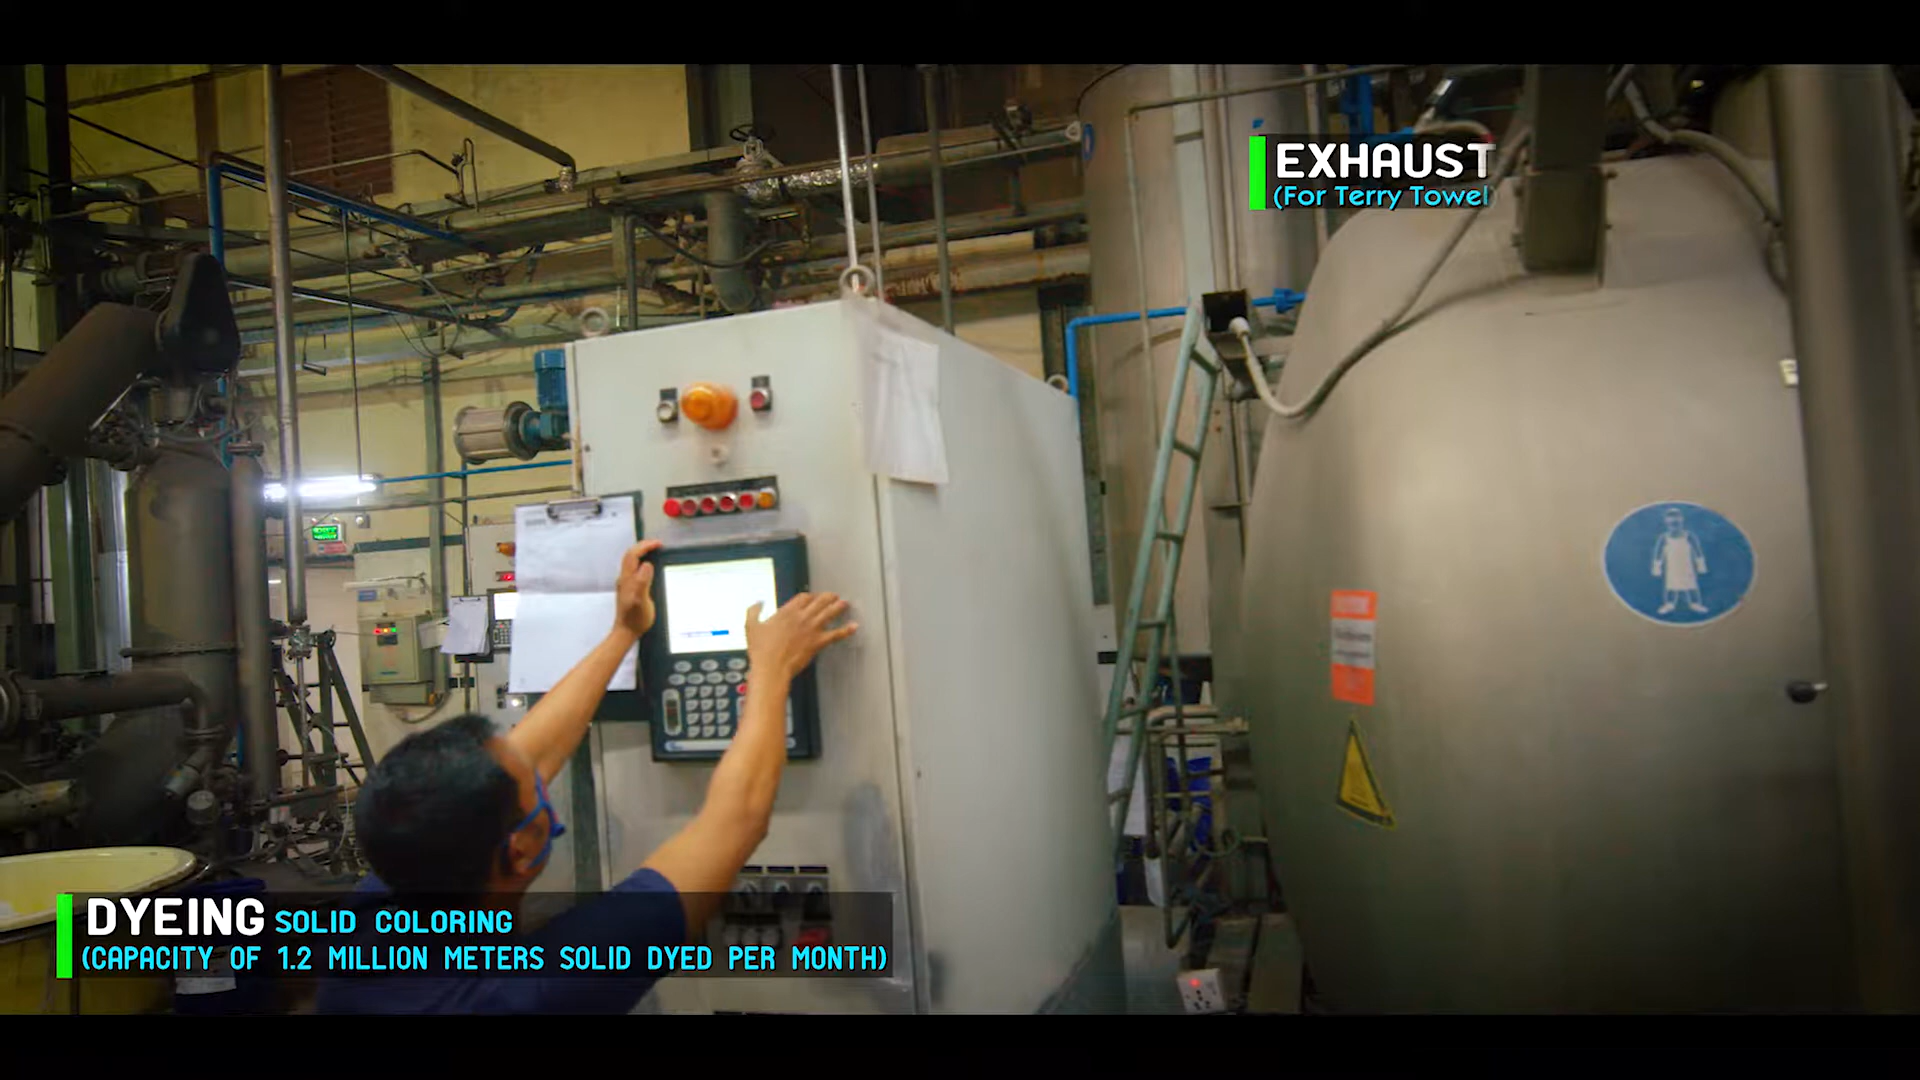 EXHAUST
(For Terry Towel
DYEING SOLID COLORING
(CAPACITY OF 1.2 MILLION METERS SOLID DYED PER MONTH)